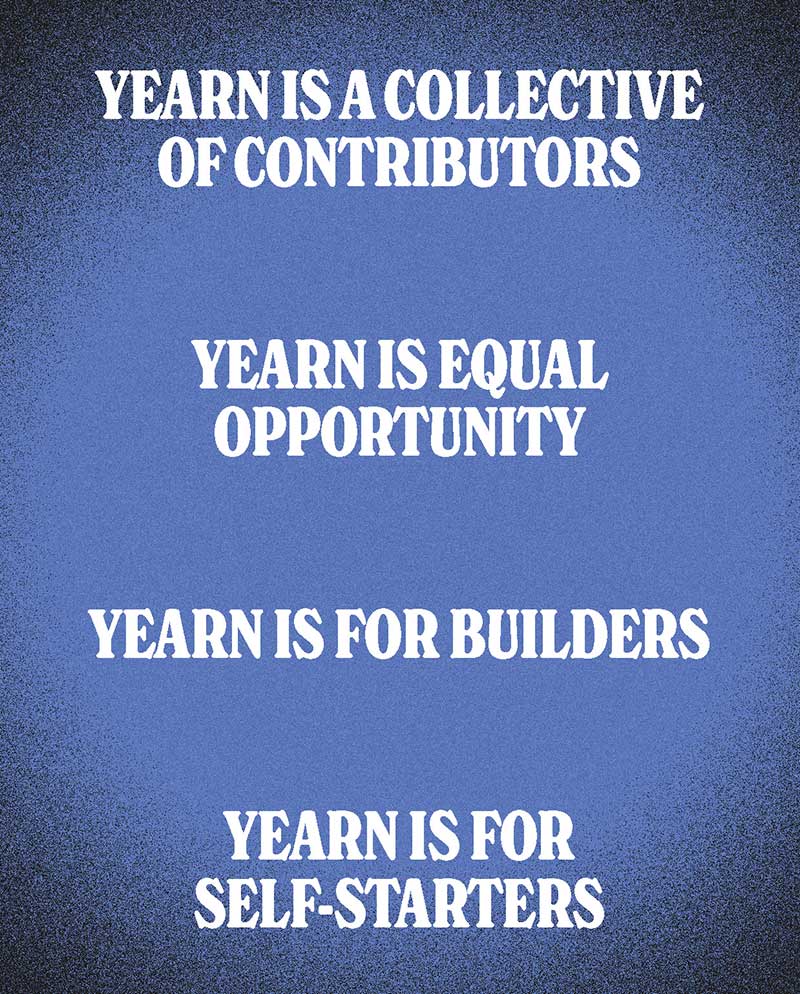 YEARN IS A COLLECTIVE
OF CONTRIBUTORS
YEARN IS EQUAL
OPPORTUNITY
YEARN IS FOR BUILDERS
YEARN IS FOR
SELF-STARTERS